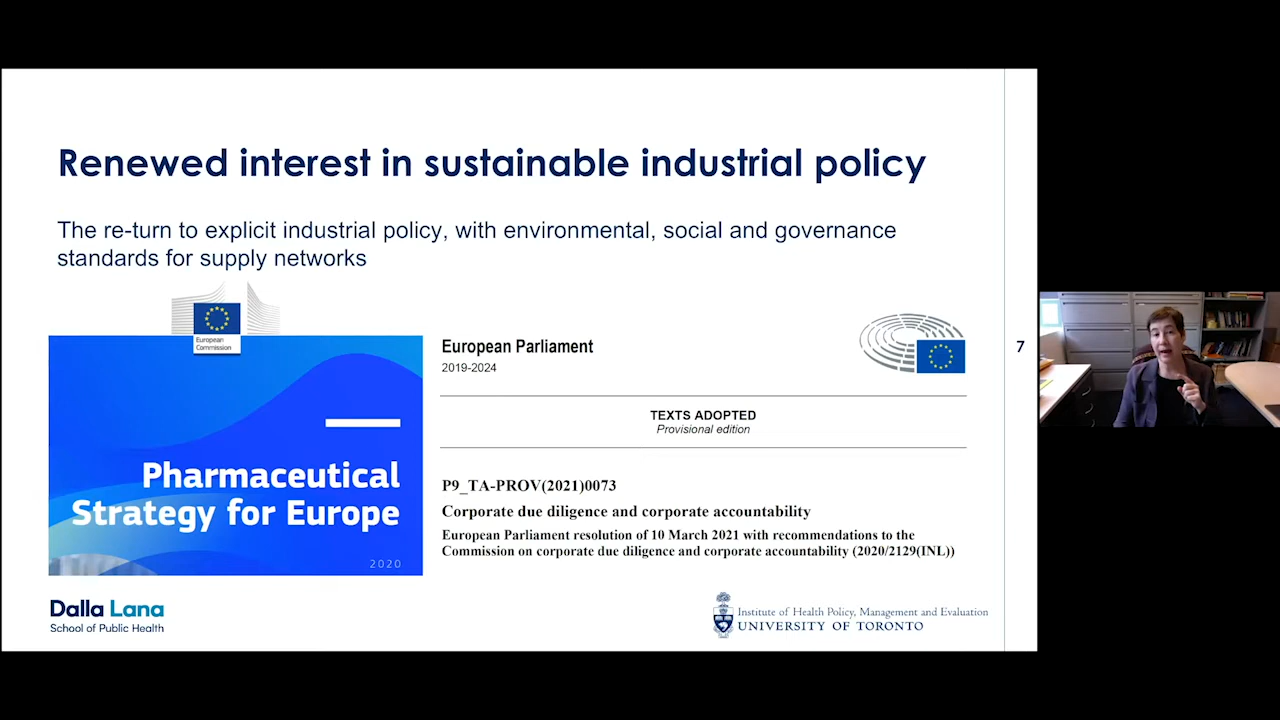 Renewed interest in sustainable industrial policy
The re-turn to explicit industrial policy, with environmental, social and governance
standards for supply networks
European
Commission
Pharmaceutical
Strategy for Europe
2020
European Parliament
2019-2024
TEXTS ADOPTED
Provisional edition
P9_TA-PROV(2021)0073
Corporate due diligence and corporate accountability
European Parliament resolution of 10 March 2021 with recommendations to the
Commission on corporate due diligence and corporate accountability (2020/2129(INL))
7
Dalla Lana
School of Public Health
Institute of Health Policy, Management and Evaluation
UNIVERSITY OF TORONTO